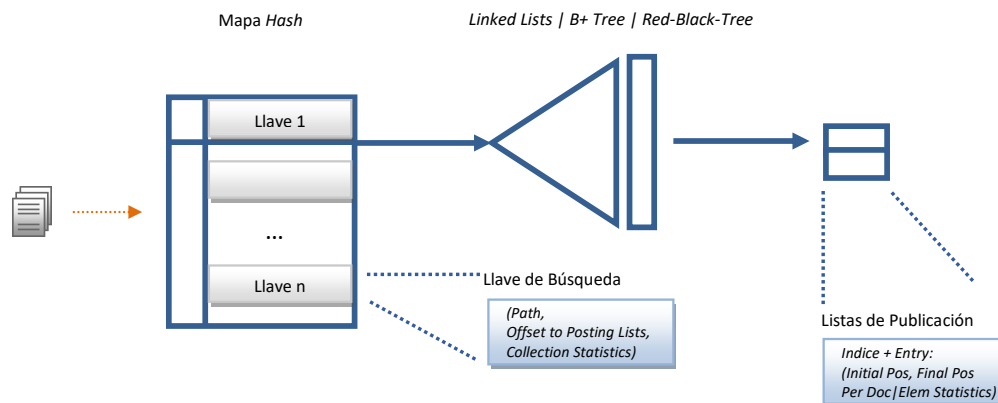 Mapa Hash
Linked Lists | B+ Tree | Red-Black-Tree
Llave 1
...
Llave n
Llave de Búsqueda
(Path,
Offset to Posting Lists,
Collection Statistics)
Listas de Publicación
Indice + Entry:
(Initial Pos, Final Pos
Per Doc|Elem Statistics)